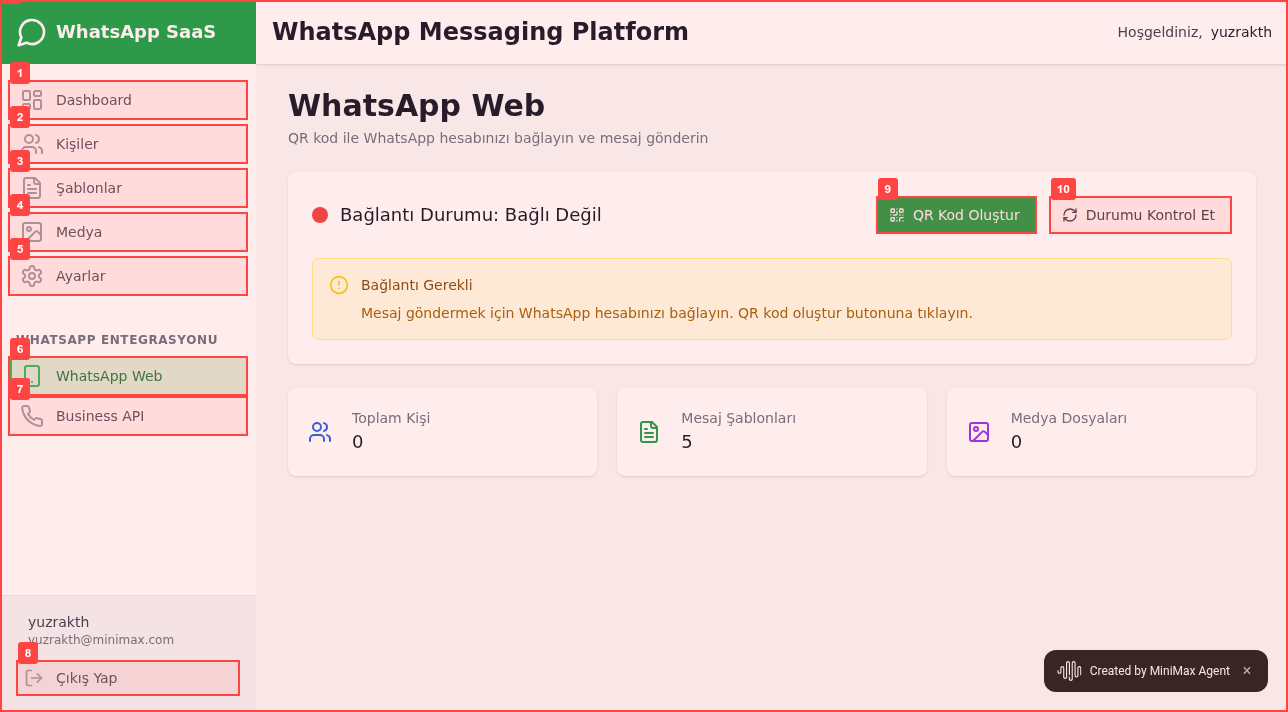 WhatsApp SaaS
WhatsApp Messaging Platform
Hoşgeldiniz, yuzrakth
1
Dashboard
2
Kişiler
3
Şablonlar
4
Medya
5
Ayarlar
WHATSAPP ENTEGRASYONU
6
WhatsApp Web
7
Business API
yuzrakth
yuzrakth@minimax.com
8
Çıkış Yap
WhatsApp Web
QR kod ile WhatsApp hesabınızı bağlayın ve mesaj gönderin
Bağlantı Durumu: Bağlı Değil
9
QR Kod Oluştur
10
Durumu Kontrol Et
Bağlantı Gerekli
Mesaj göndermek için WhatsApp hesabınızı bağlayın. QR kod oluştur butonuna tıklayın.
Toplam Kişi
0
Mesaj Şablonları
5
Medya Dosyaları
0
Created by MiniMax Agent ×